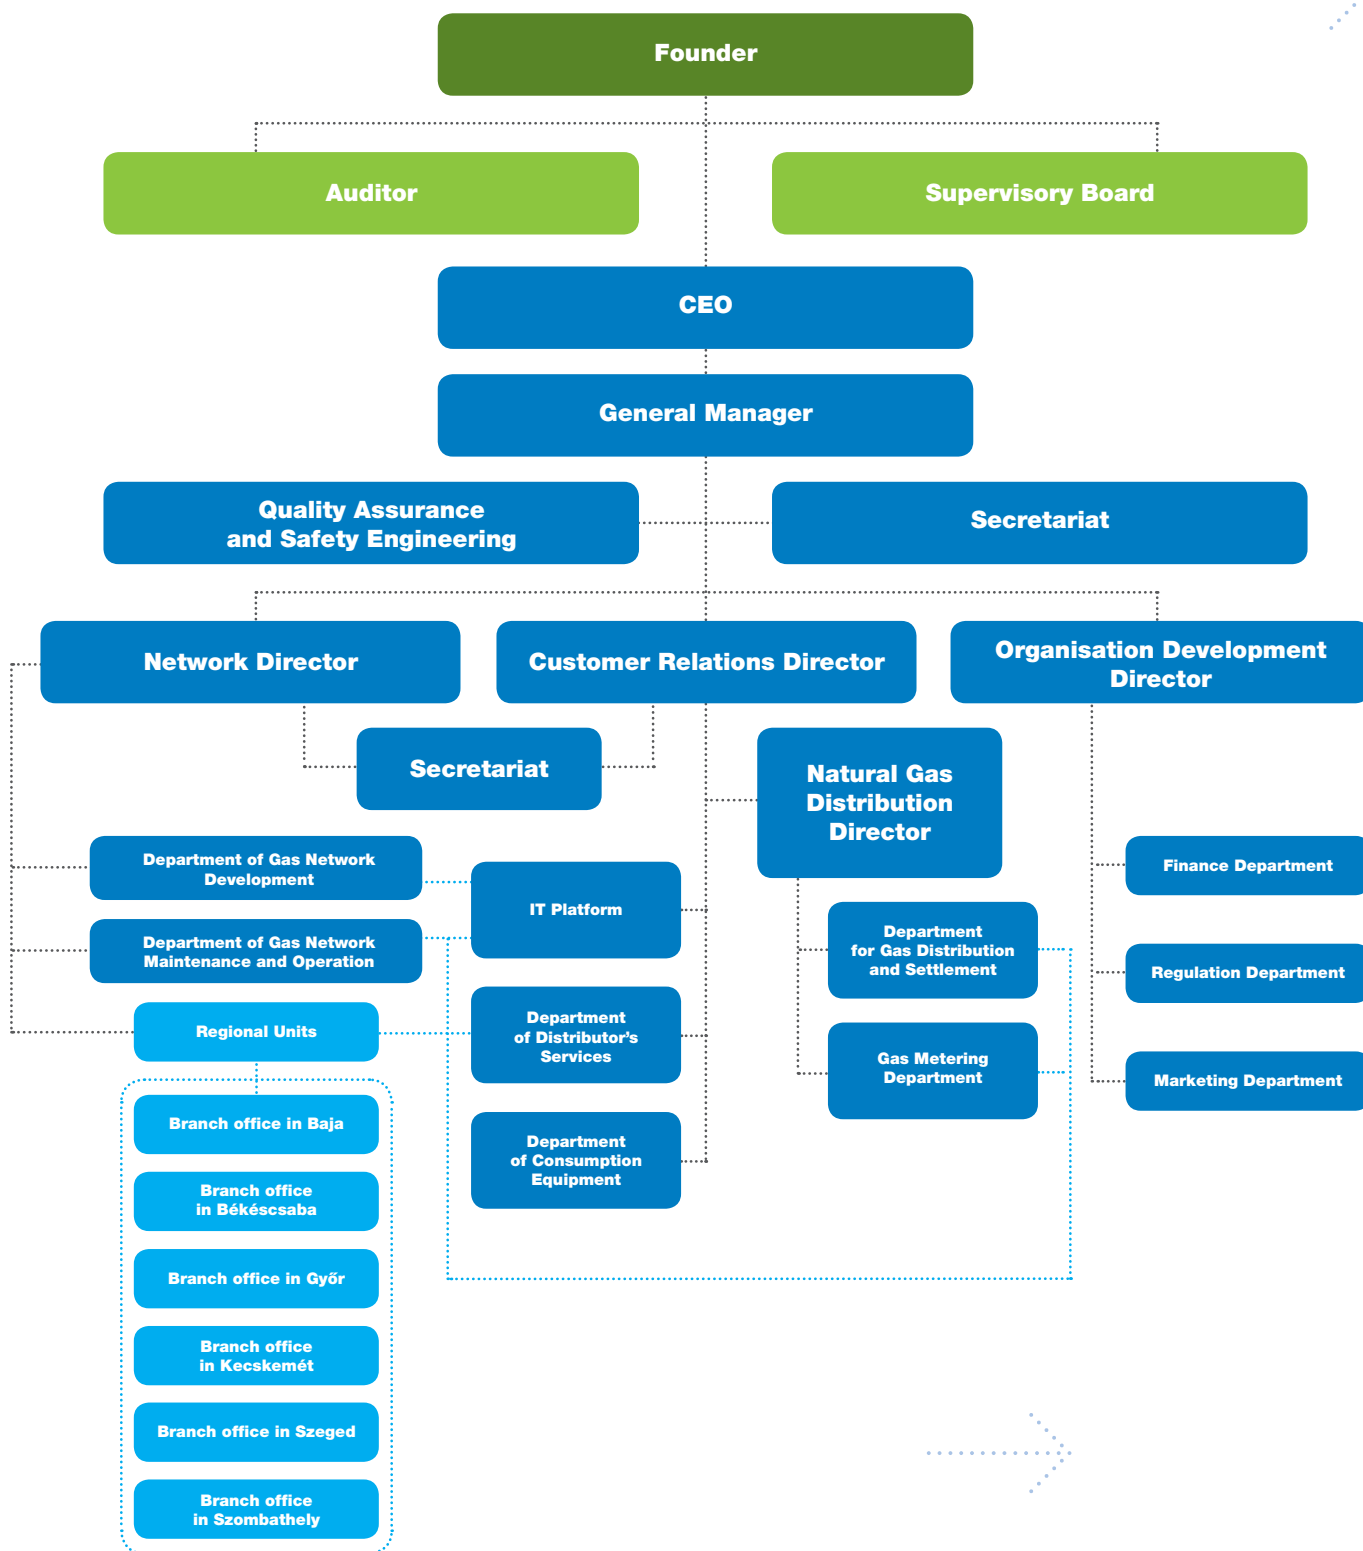 Founder
Auditor
Supervisory Board
CEO
General Manager
Quality Assurance
and Safety Engineering
Secretariat
Network Director
Customer Relations Director
Organisation Development
Director
Secretariat
Natural Gas
Distribution
Director
Department of Gas Network
Development
Department of Gas Network
Maintenance and Operation
Regional Units
Branch office in Baja
Branch office
in Békéscsaba
Branch office in Győr
Branch office
in Kecskemét
Branch office in Szeged
Branch office
in Szombathely
IT Platform
Department
of Distributor’s
Services
Department
of Consumption
Equipment
Department
for Gas Distribution
and Settlement
Gas Metering
Department
Finance Department
Regulation Department
Marketing Department